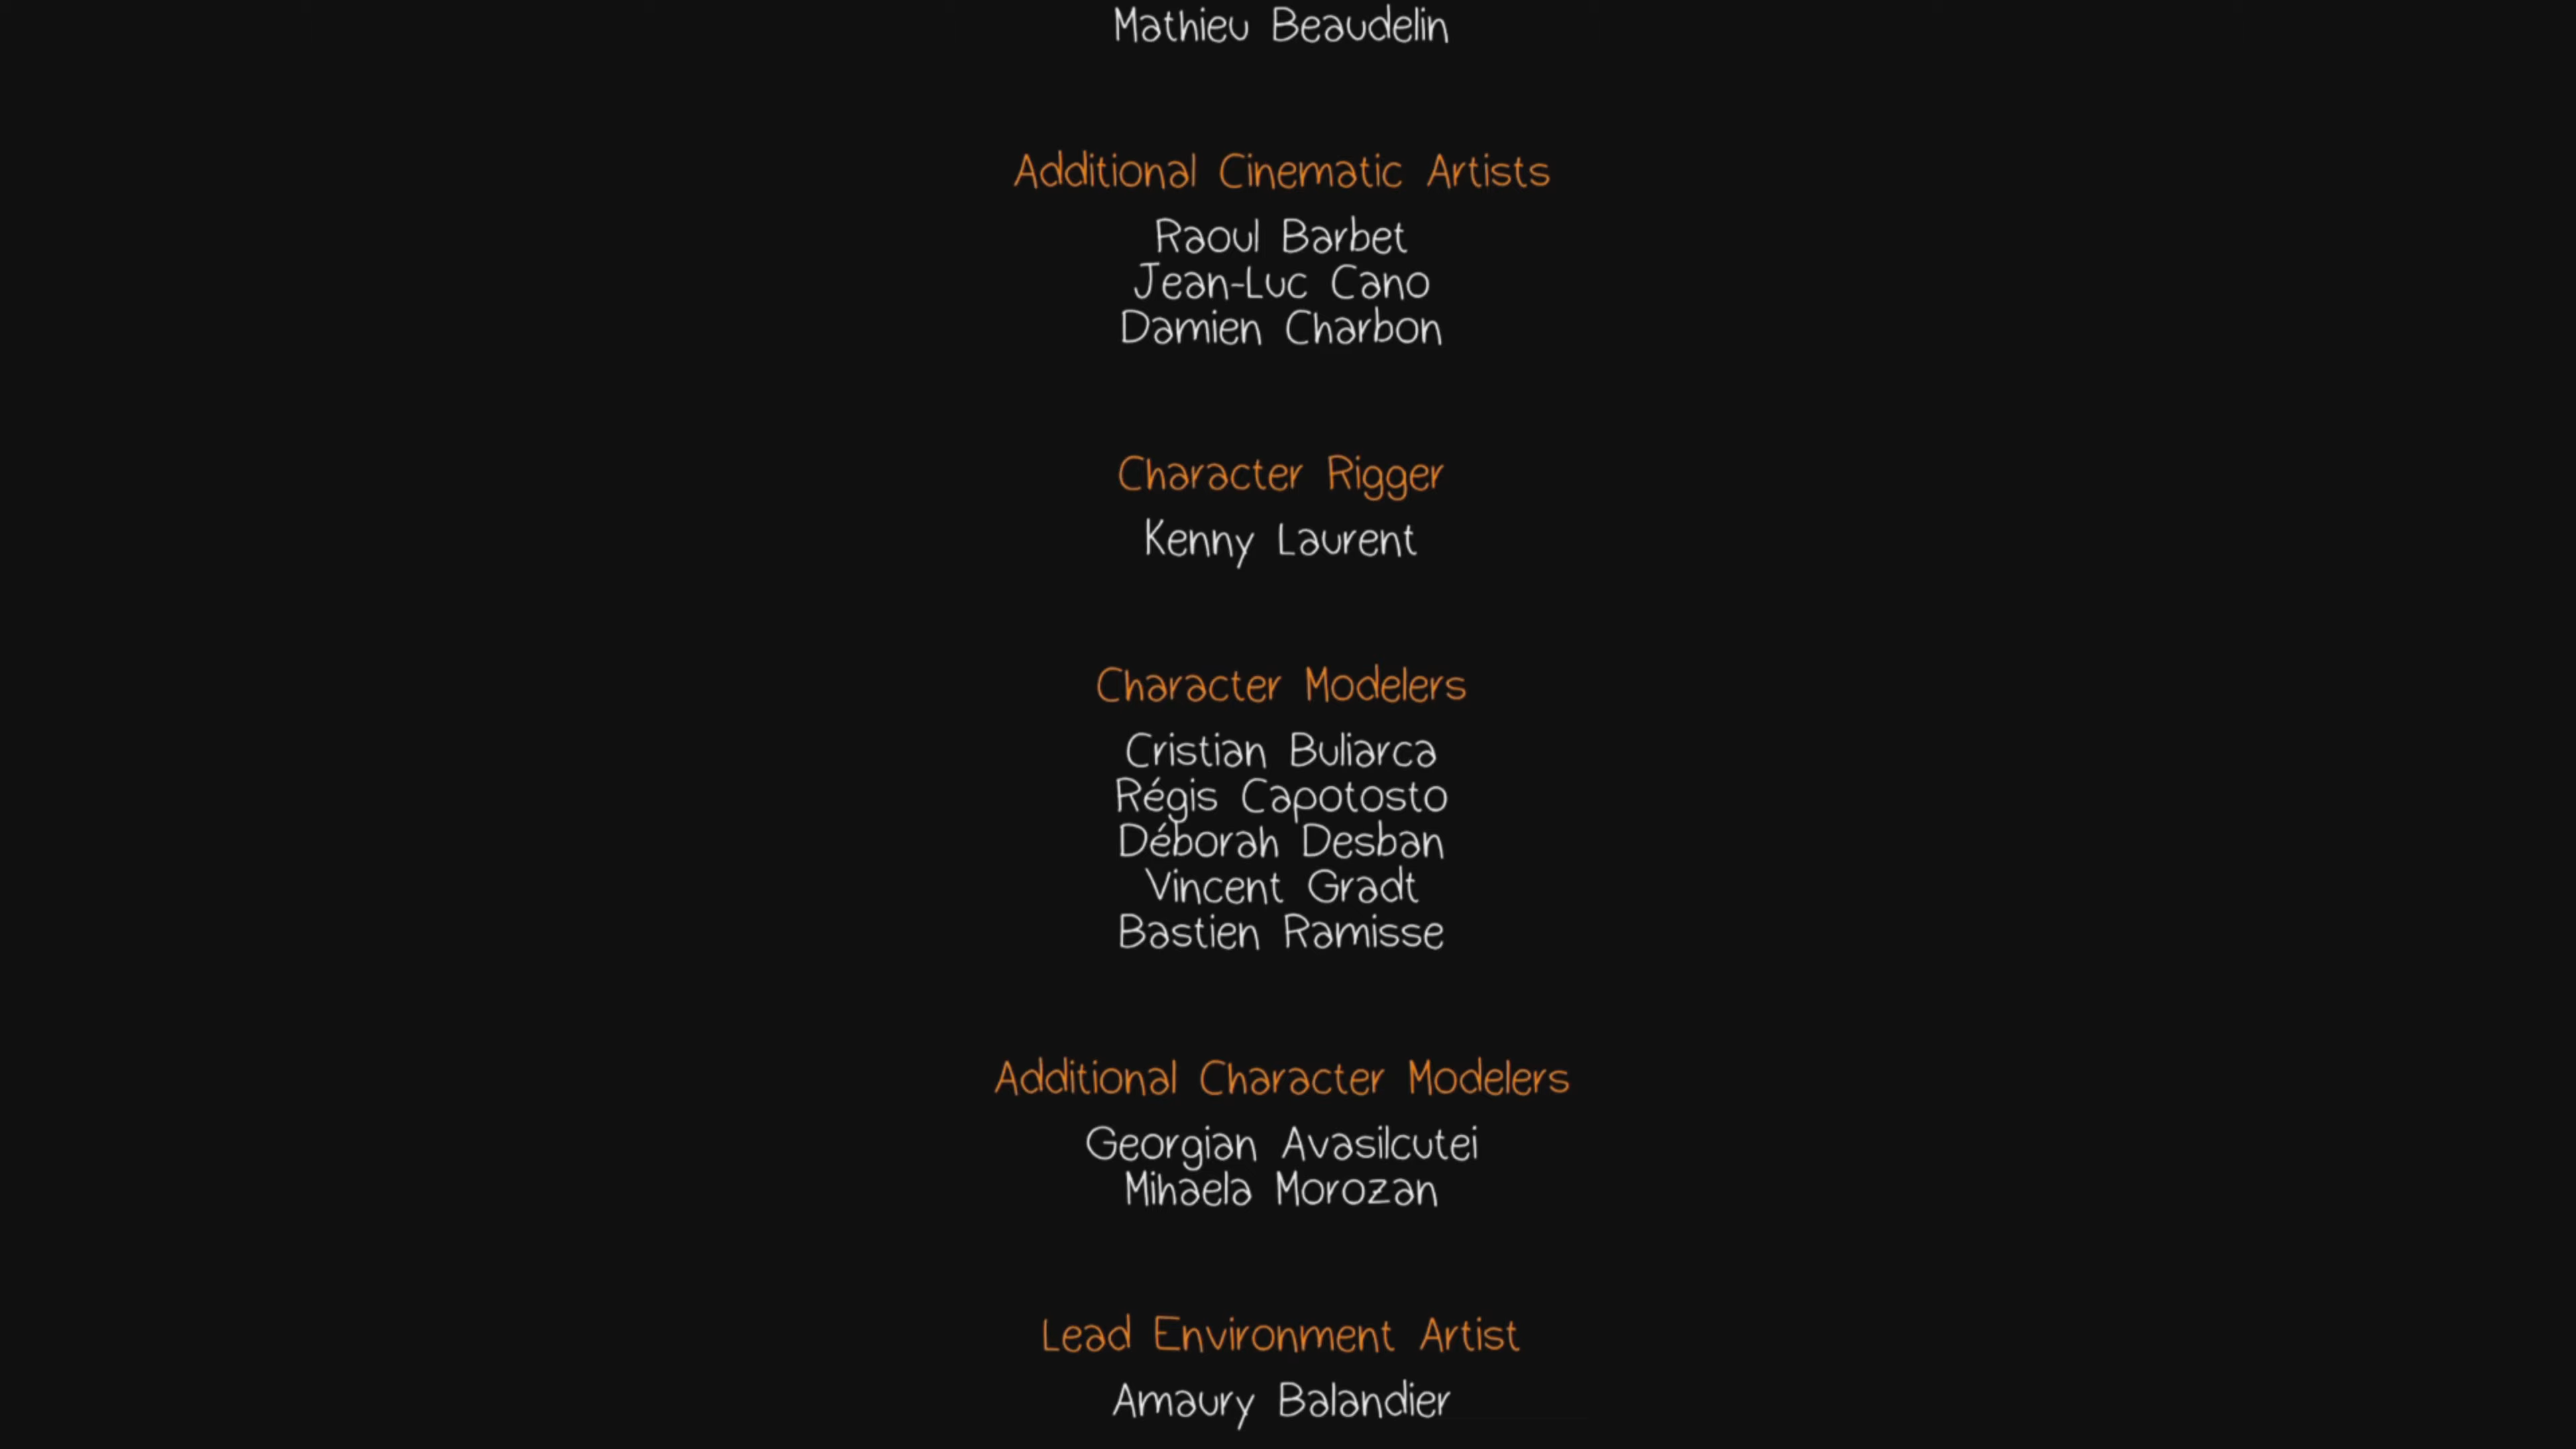 Mathieu Beaudelin
Additional Cinematic Artists
Raoul Barbet
Jean-Luc Cano
Damien Charbon
Character Rigger
Kenny Laurent
Character Modelers
Cristian Buliarca
Régis Capotosto
Déborah Desban
Vincent Gradt
Bastien Ramisse
Additional Character Modelers
Georgian Avasilcutei
Mihaela Morozan
Lead Environment Artist
Amaury Balandier